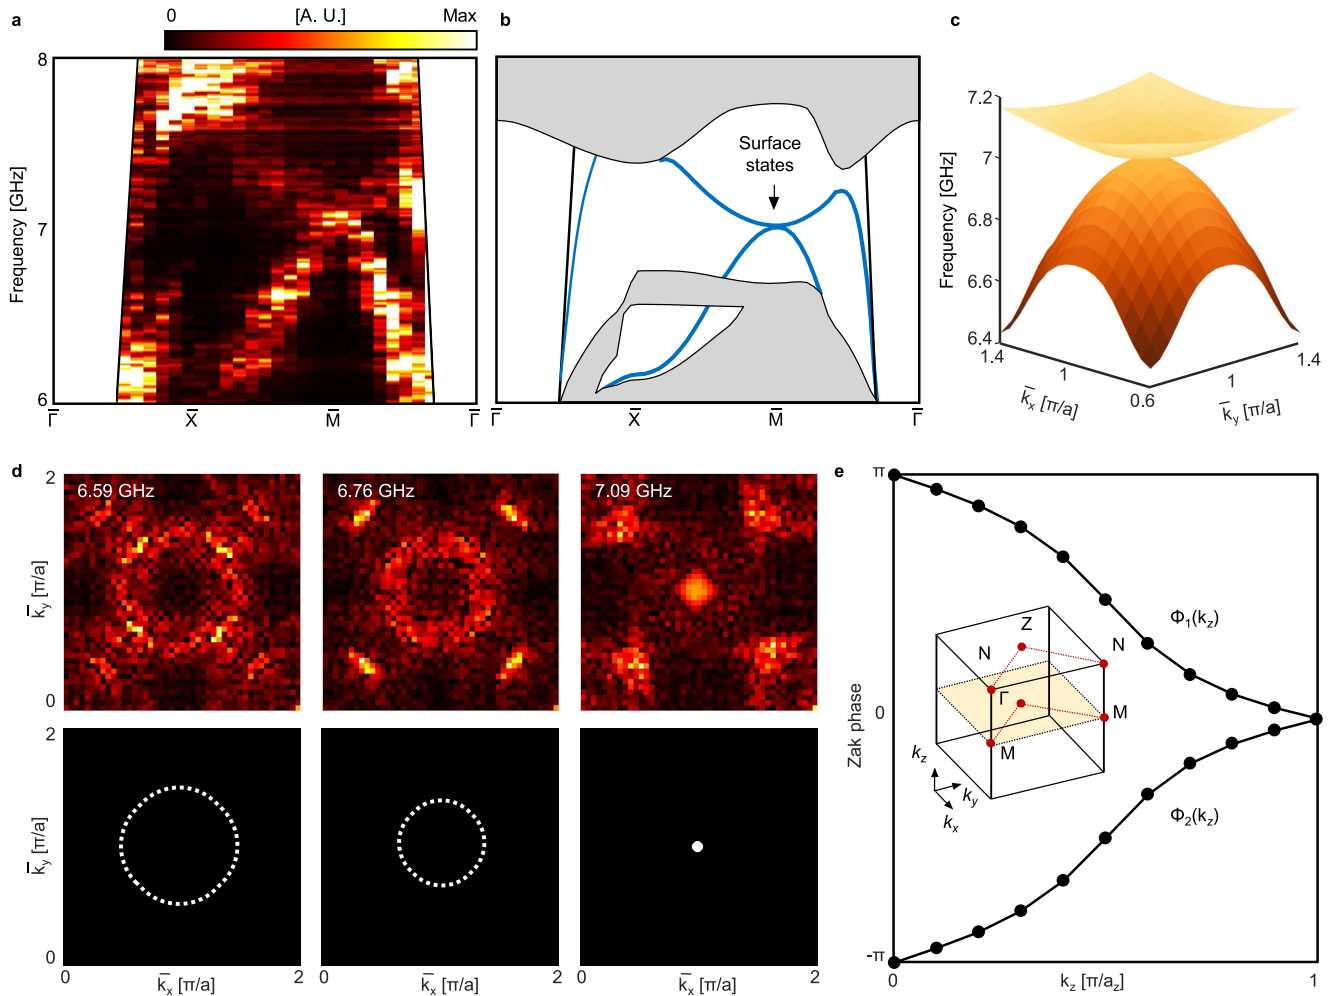 a
0 [A. U.] Max
8
7
6
Frequency [GHz]
Γ̅ X̅ M̅ Γ̅
b
Surface
states
Γ̅ X̅ M̅ Γ̅
c
7.2
7
6.8
6.6
6.4
Frequency [GHz]
1.4
1
0.6
1
1.4
k̅x [π/a]
k̅y [π/a]
d
2
0
k̅y [π/a]
6.59 GHz
6.76 GHz
7.09 GHz
2
0
k̅y [π/a]
0 k̅x [π/a] 2
0 k̅x [π/a] 2
0 k̅x [π/a] 2
e
π
0
-π
Zak phase
Φ1(kz)
Φ2(kz)
Z
N
N
Γ
M
M
kz
ky
kx
0 kz [π/az] 1